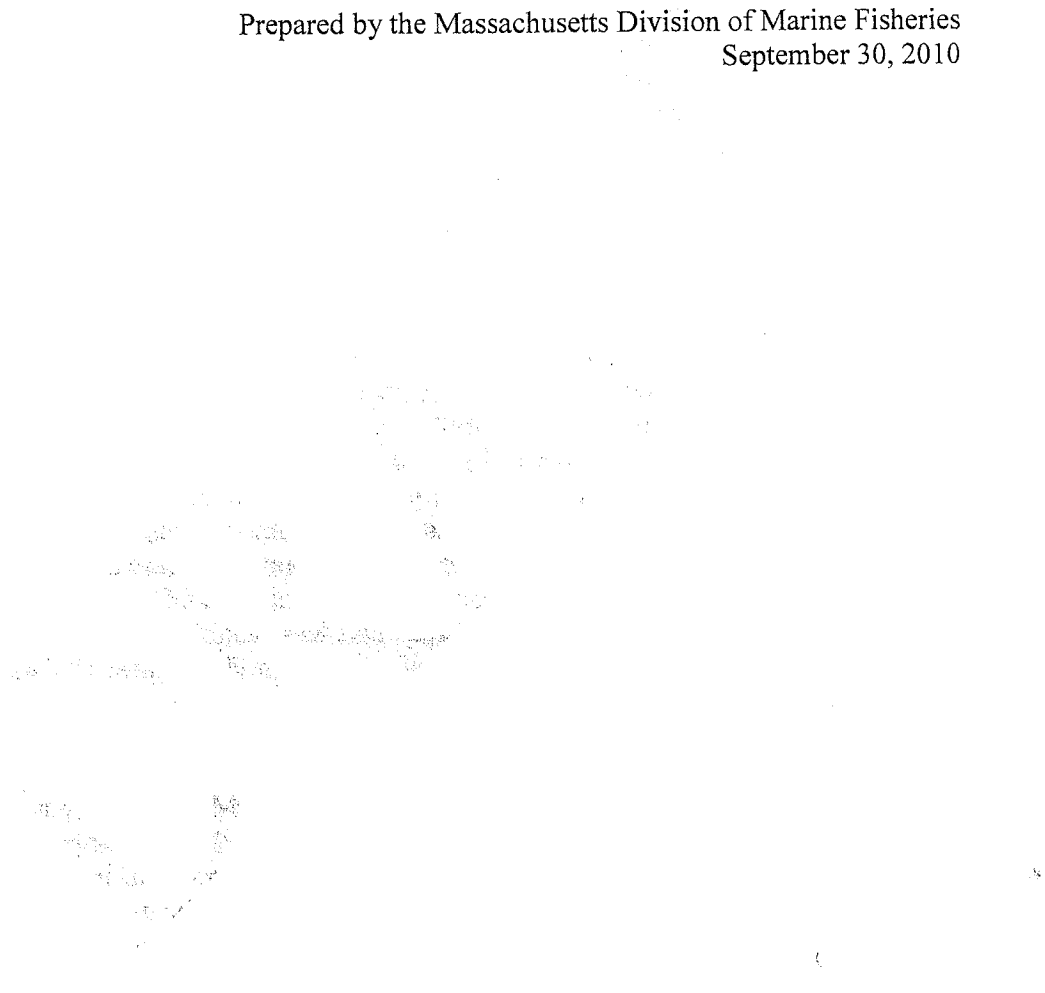 Prepared by the Massachusetts Division of Marine Fisheries
September 30, 2010